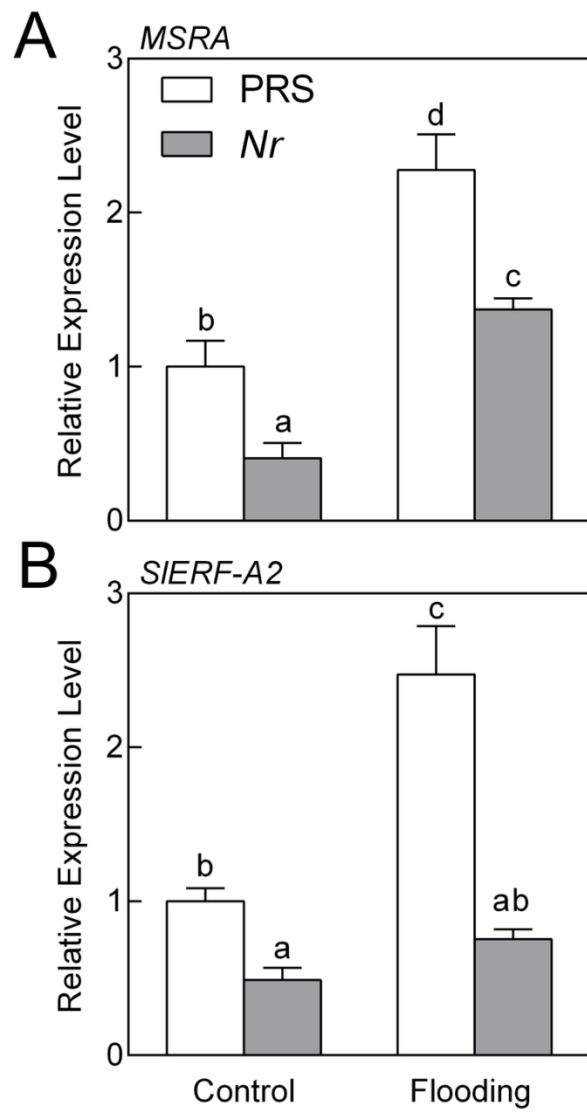 A
MSRA
Relative Expression Level
3
2
1
0
PRS
Nr
b
a
d
c
B
SlERF-A2
Relative Expression Level
3
2
1
0
b
a
c
ab
Control
Flooding